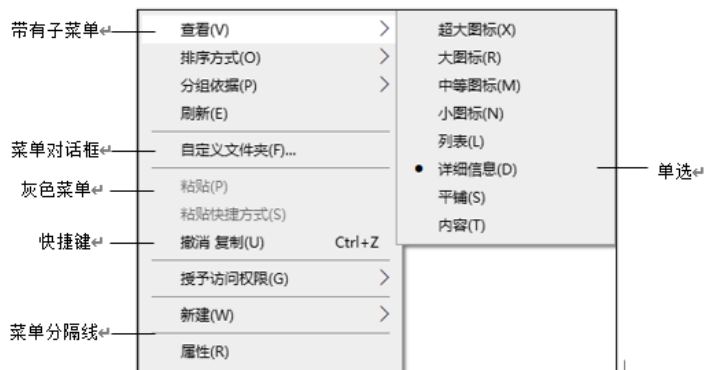 带有子菜单
查看(V)
排序方式(O)
分组依据(P)
刷新(E)
菜单对话框
自定义文件夹(F)...
灰色菜单
粘贴(P)
粘贴快捷方式(S)
快捷键
撤消 复制(U) Ctrl+Z
授予访问权限(G)
新建(W)
菜单分隔线
属性(R)
超大图标(X)
大图标(R)
中等图标(M)
小图标(N)
列表(L)
详细信息(D)
平铺(S)
内容(T)
单选